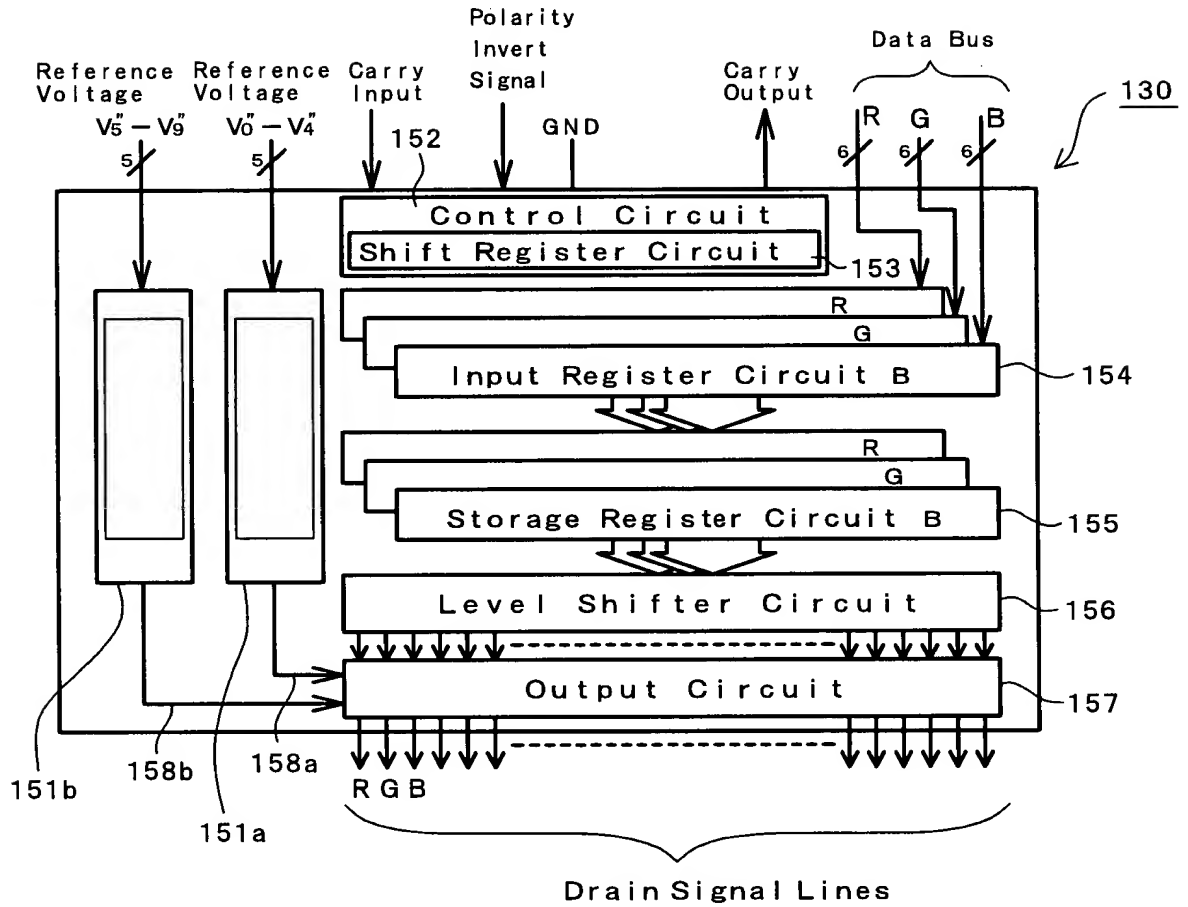 Polarity
Invert
Signal
Data Bus
Reference
Voltage
V5"−V9"
Reference
Voltage
V0"−V4"
Carry
Input
GND
Carry
Output
R
G
B
130
5
5
6
6
6
152
Control Circuit
Shift Register Circuit
153
R
G
Input Register Circuit B
154
R
G
Storage Register Circuit B
155
Level Shifter Circuit
156
Output Circuit
157
158b
158a
151b
151a
R G B
Drain Signal Lines